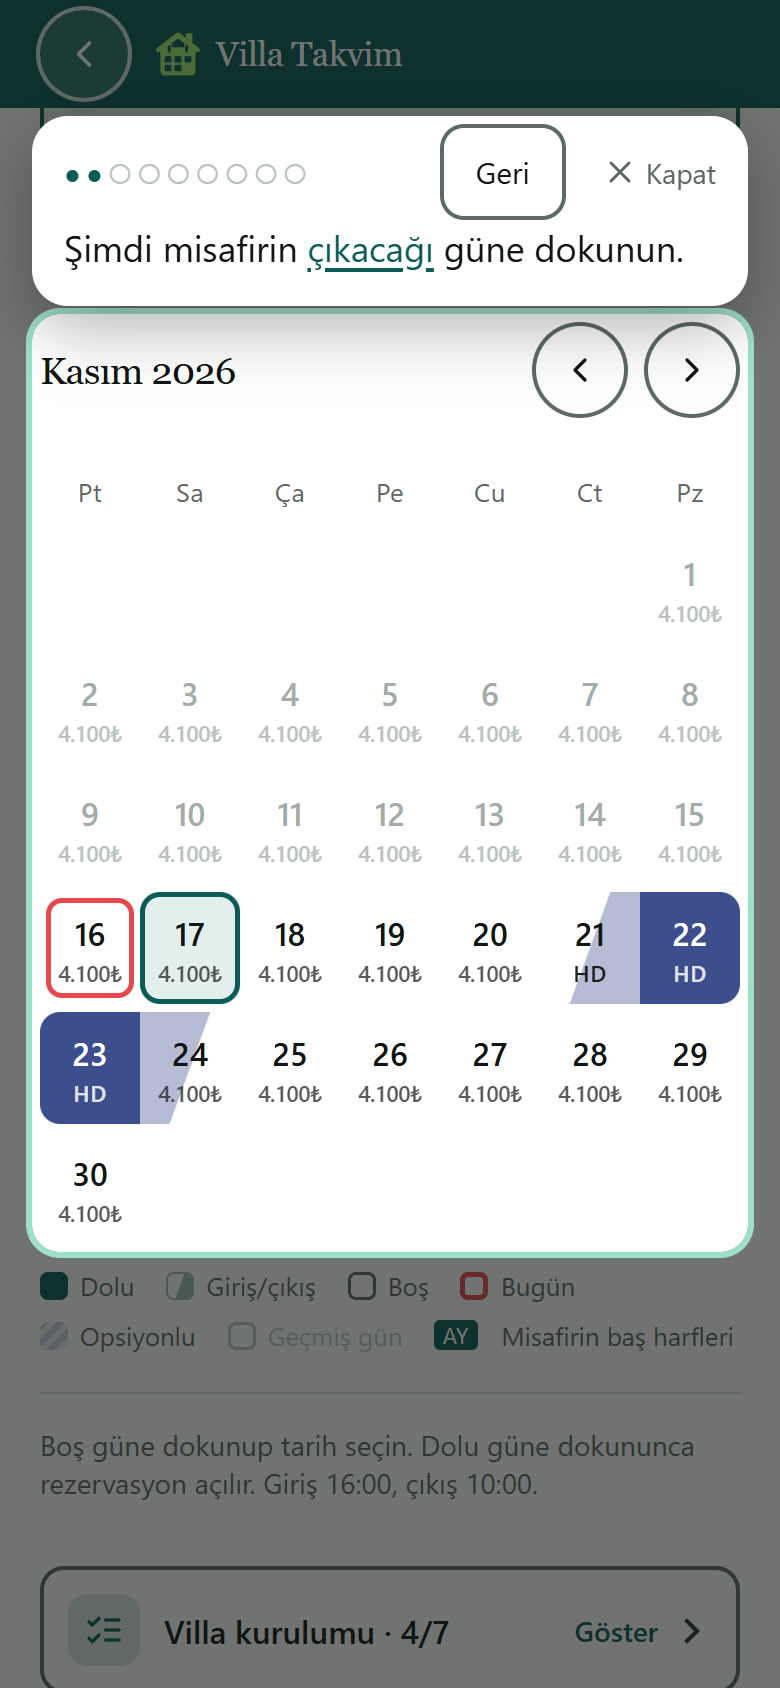 Villa Takvim
Geri
Kapat
Şimdi misafirin çıkacağı güne dokunun.
Kasım 2026
Pt Sa Ça Pe Cu Ct Pz
1
4.100₺
2 3 4 5 6 7 8
4.100₺ 4.100₺ 4.100₺ 4.100₺ 4.100₺ 4.100₺ 4.100₺
9 10 11 12 13 14 15
4.100₺ 4.100₺ 4.100₺ 4.100₺ 4.100₺ 4.100₺ 4.100₺
16 17 18 19 20 21 22
4.100₺ 4.100₺ 4.100₺ 4.100₺ 4.100₺ HD HD
23 24 25 26 27 28 29
HD 4.100₺ 4.100₺ 4.100₺ 4.100₺ 4.100₺ 4.100₺
30
4.100₺
Dolu Giriş/çıkış Boş Bugün
Opsiyonlu Geçmiş gün AY Misafirin baş harfleri
Boş güne dokunup tarih seçin. Dolu güne dokununca
rezervasyon açılır. Giriş 16:00, çıkış 10:00.
Villa kurulumu · 4/7 Göster